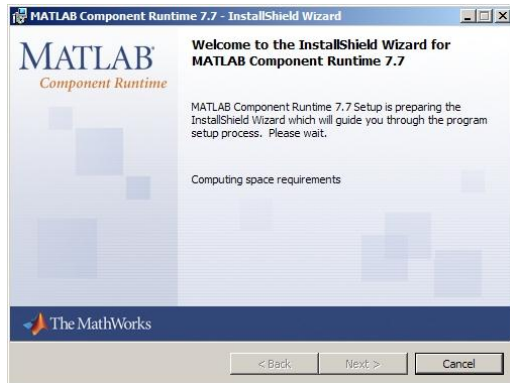 MATLAB Component Runtime 7.7 - InstallShield Wizard
MATLAB
Component Runtime
Welcome to the InstallShield Wizard for
MATLAB Component Runtime 7.7
MATLAB Component Runtime 7.7 Setup is preparing the
InstallShield Wizard which will guide you through the program
setup process. Please wait.
Computing space requirements
The MathWorks
< Back
Next >
Cancel